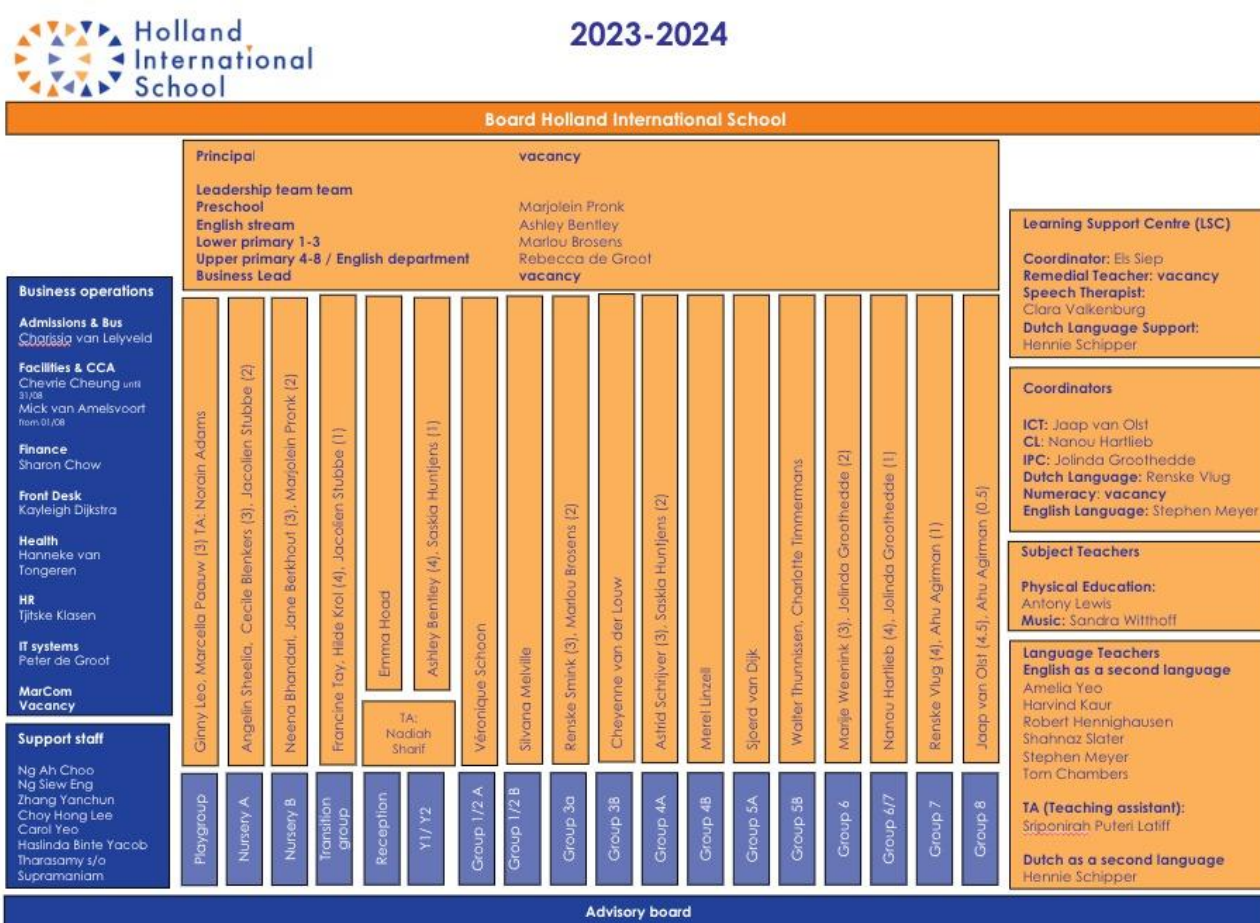 Holland
International
School
2023-2024
Board Holland International School
Principal vacancy
Leadership team team
Preschool Marjolein Pronk
English stream Ashley Bentley
Lower primary 1-3 Marlou Brosens
Upper primary 4-8 / English department Rebecca de Groot
Business Lead vacancy
Business operations
Admissions & Bus
Charissia van Lelyveld
Facilities & CCA
Chevrie Cheung until
31/08
Mick van Amelsvoort
from 01/08
Finance
Sharon Chow
Front Desk
Kayleigh Dijkstra
Health
Hanneke van
Tongeren
HR
Tjitske Klasen
IT systems
Peter de Groot
MarCom
Vacancy
Support staff
Ng Ah Choo
Ng Siew Eng
Zhang Yanchun
Choy Hong Lee
Carol Yeo
Haslinda Binte Yacob
Tharasamy s/o
Supramaniam
Ginny Leo, Marcella Paauw (3) TA: Norain Adams
Playgroup
Angelin Sheelia, Cecile Blenkers (3), Jacolien Stubbe (2)
Nursery A
Neena Bhandari, Jane Berkhout (3), Marjolein Pronk (2)
Nursery B
Francine Tay, Hilde Krol (4), Jacolien Stubbe (1)
Transition
group
Emma Hoad
Reception
Ashley Bentley (4), Saskia Huntjens (1)
Y1/ Y2
TA:
Nadiah
Sharif
Véronique Schoon
Group 1/2 A
Silvana Melville
Group 1/2 B
Renske Smink (3), Marlou Brosens (2)
Group 3a
Cheyenne van der Louw
Group 3B
Astrid Schrijver (3), Saskia Huntjens (2)
Group 4A
Merel Linzell
Group 4B
Sjoerd van Dijk
Group 5A
Walter Thunnissen, Charlotte Timmermans
Group 5B
Marije Weenink (3), Jolinda Groothedde (2)
Group 6
Nanou Hartlieb (4), Jolinda Groothedde (1)
Group 6/7
Renske Vlug (4), Ahu Agirman (1)
Group 7
Jaap van Olst (4.5), Ahu Agirman (0.5)
Group 8
Learning Support Centre (LSC)
Coordinator: Els Siep
Remedial Teacher: vacancy
Speech Therapist:
Clara Valkenburg
Dutch Language Support:
Hennie Schipper
Coordinators
ICT: Jaap van Olst
CL: Nanou Hartlieb
IPC: Jolinda Groothedde
Dutch Language: Renske Vlug
Numeracy: vacancy
English Language: Stephen Meyer
Subject Teachers
Physical Education:
Antony Lewis
Music: Sandra Witthoff
Language Teachers
English as a second language
Amelia Yeo
Harvind Kaur
Robert Hennighausen
Shahnaz Slater
Stephen Meyer
Tom Chambers
TA (Teaching assistant):
Sriponirah Puteri Latiff
Dutch as a second language
Hennie Schipper
Advisory board